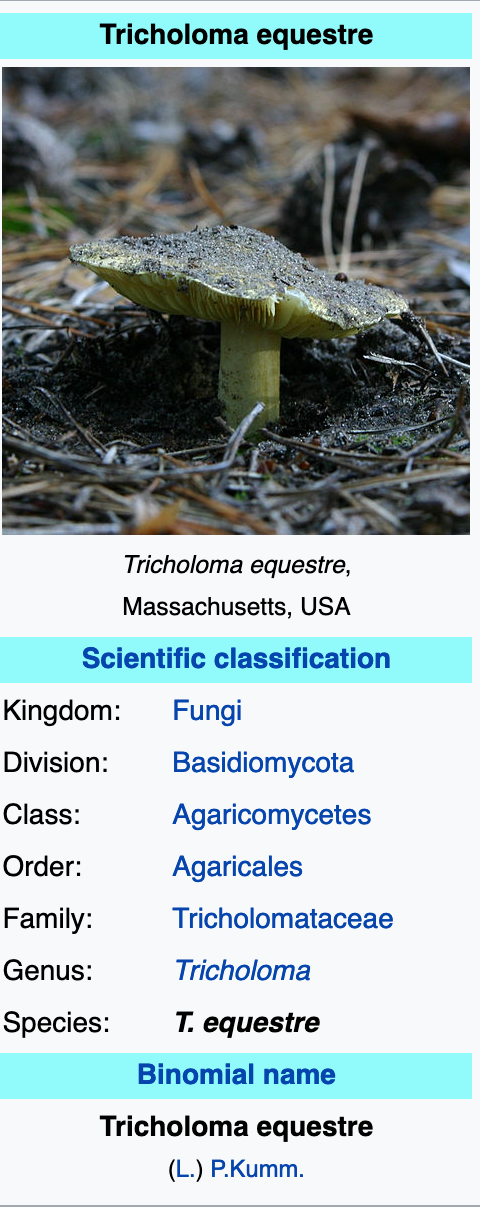 Tricholoma equestre
Tricholoma equestre,
Massachusetts, USA
Scientific classification
Kingdom: Fungi
Division: Basidiomycota
Class: Agaricomycetes
Order: Agaricales
Family: Tricholomataceae
Genus: Tricholoma
Species: T. equestre
Binomial name
Tricholoma equestre
(L.) P.Kumm.